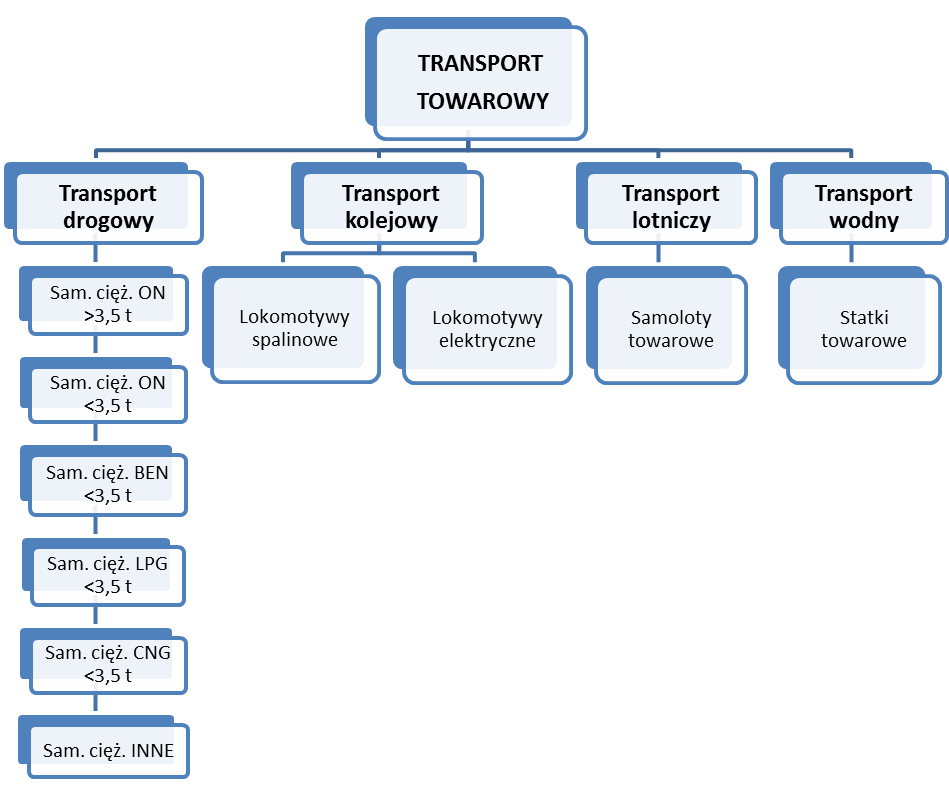 TRANSPORT
TOWAROWY
Transport
drogowy
Transport
kolejowy
Transport
lotniczy
Transport
wodny
Sam. cięż. ON
>3,5 t
Sam. cięż. ON
<3,5 t
Sam. cięż. BEN
<3,5 t
Sam. cięż. LPG
<3,5 t
Sam. cięż. CNG
<3,5 t
Sam. cięż. INNE
Lokomotywy
spalinowe
Lokomotywy
elektryczne
Samoloty
towarowe
Statki
towarowe